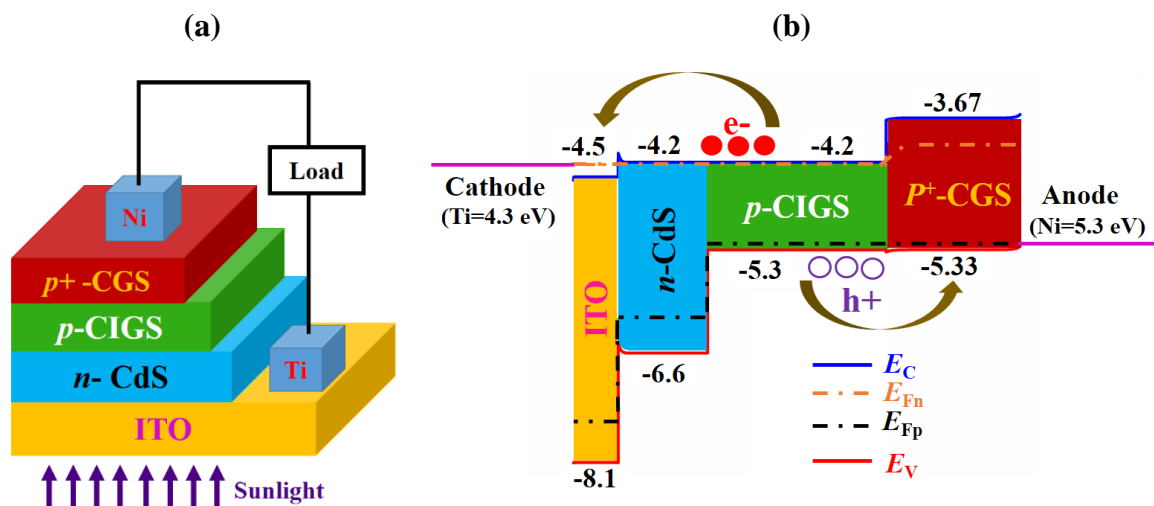 (a)
Ni
Load
p+ -CGS
p-CIGS
n- CdS
Ti
ITO
Sunlight
(b)
-3.67
e-
-4.5
-4.2
-4.2
Cathode
(Ti=4.3 eV)
ITO
n-CdS
p-CIGS
P+-CGS
Anode
(Ni=5.3 eV)
-5.3
-5.33
h+
-6.6
-8.1
EC
EFn
EFp
EV